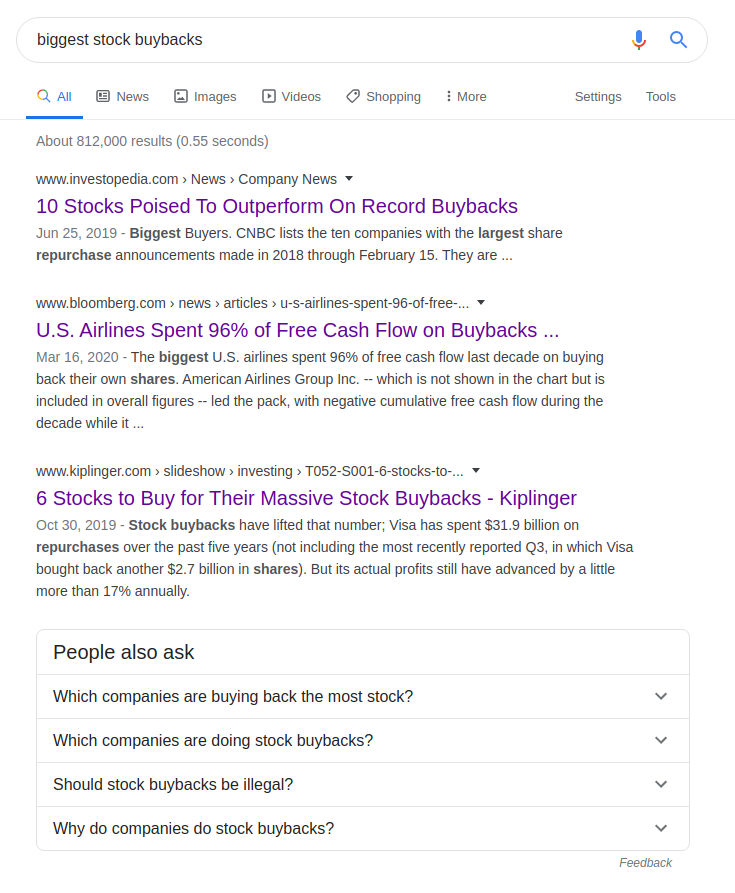 biggest stock buybacks
All News Images Videos Shopping More Settings Tools
About 812,000 results (0.55 seconds)
www.investopedia.com › News › Company News
10 Stocks Poised To Outperform On Record Buybacks
Jun 25, 2019 - Biggest Buyers. CNBC lists the ten companies with the largest share
repurchase announcements made in 2018 through February 15. They are ...
www.bloomberg.com › news › articles › u-s-airlines-spent-96-of-free-...
U.S. Airlines Spent 96% of Free Cash Flow on Buybacks ...
Mar 16, 2020 - The biggest U.S. airlines spent 96% of free cash flow last decade on buying
back their own shares. American Airlines Group Inc. -- which is not shown in the chart but is
included in overall figures -- led the pack, with negative cumulative free cash flow during the
decade while it ...
www.kiplinger.com › slideshow › investing › T052-S001-6-stocks-to-...
6 Stocks to Buy for Their Massive Stock Buybacks - Kiplinger
Oct 30, 2019 - Stock buybacks have lifted that number; Visa has spent $31.9 billion on
repurchases over the past five years (not including the most recently reported Q3, in which Visa
bought back another $2.7 billion in shares). But its actual profits still have advanced by a little
more than 17% annually.
People also ask
Which companies are buying back the most stock?
Which companies are doing stock buybacks?
Should stock buybacks be illegal?
Why do companies do stock buybacks?
Feedback